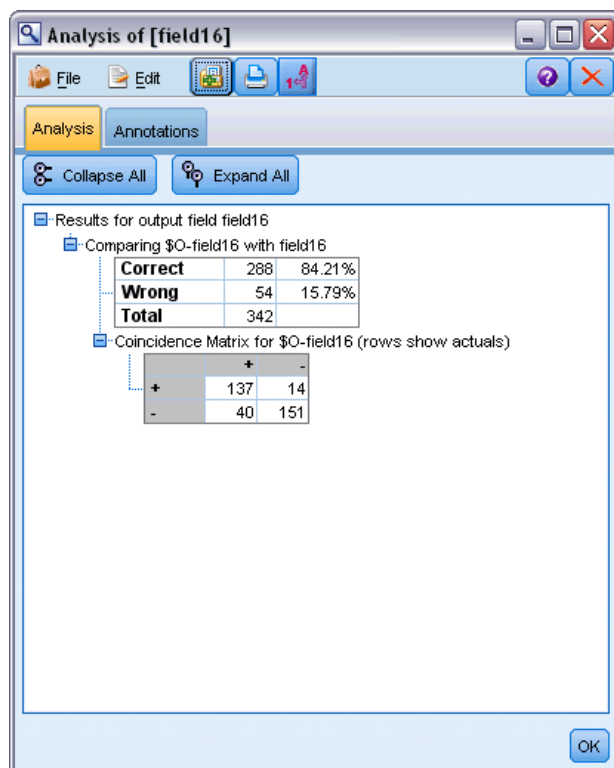 Analysis of [field16]
File Edit
Analysis Annotations
Collapse All Expand All
Results for output field field16
Comparing $O-field16 with field16
Correct 288 84.21%
Wrong 54 15.79%
Total 342
Coincidence Matrix for $O-field16 (rows show actuals)
+ -
+ 137 14
- 40 151
OK